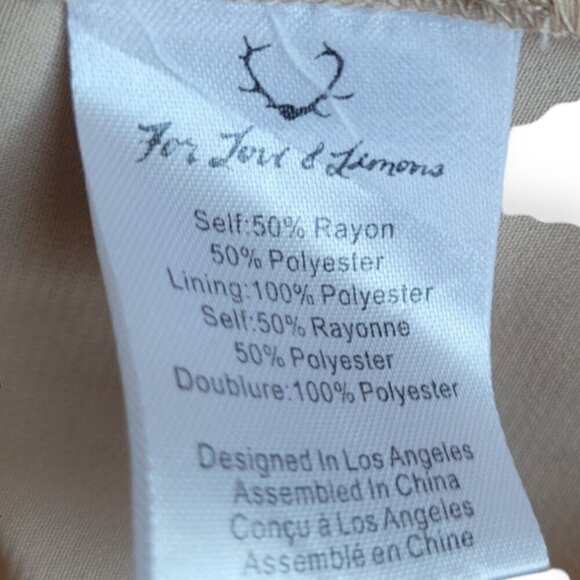 For Love & Lemons
Self:50% Rayon
50% Polyester
Lining:100% Polyester
Self:50% Rayonne
50% Polyester
Doublure:100% Polyester
Designed In Los Angeles
Assembled In China
Conçu à Los Angeles
Assemblé en Chine